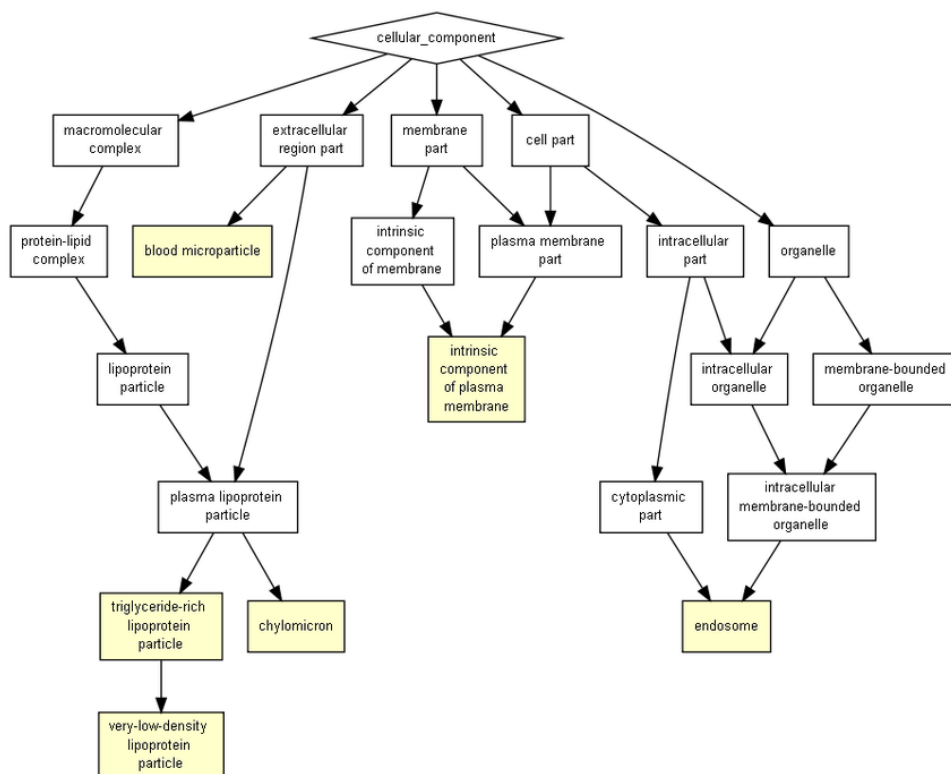 cellular_component
macromolecular
complex
extracellular
region part
membrane
part
cell part
protein-lipid
complex
blood microparticle
intrinsic
component
of membrane
plasma membrane
part
intracellular
part
organelle
lipoprotein
particle
intrinsic
component
of plasma
membrane
intracellular
organelle
membrane-bounded
organelle
plasma lipoprotein
particle
cytoplasmic
part
intracellular
membrane-bounded
organelle
triglyceride-rich
lipoprotein
particle
chylomicron
endosome
very-low-density
lipoprotein
particle